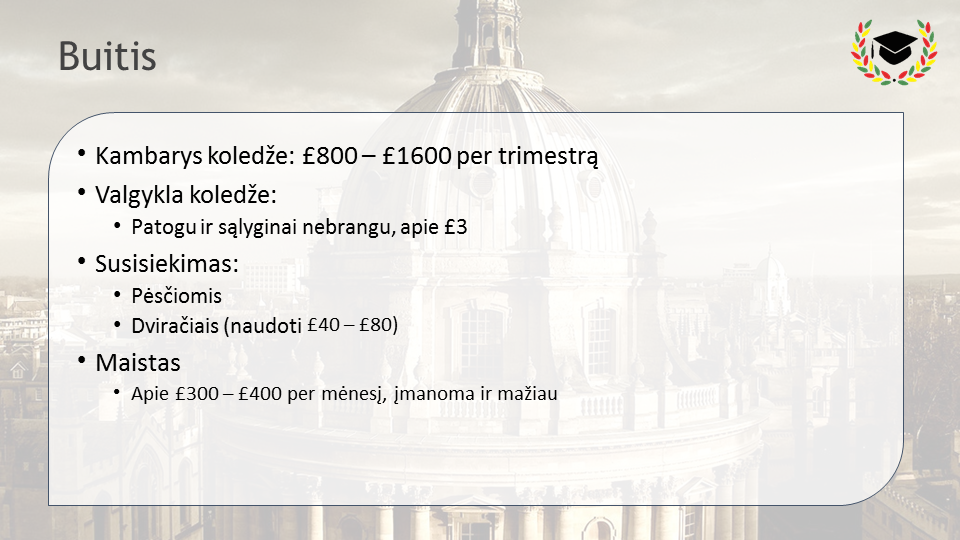 Buitis
• Kambarys koledže: £800 – £1600 per trimestrą
• Valgykla koledže:
• Patogu ir sąlyginai nebrangu, apie £3
• Susisiekimas:
• Pėsčiomis
• Dviračiais (naudoti £40 – £80)
• Maistas
• Apie £300 – £400 per mėnesį, įmanoma ir mažiau